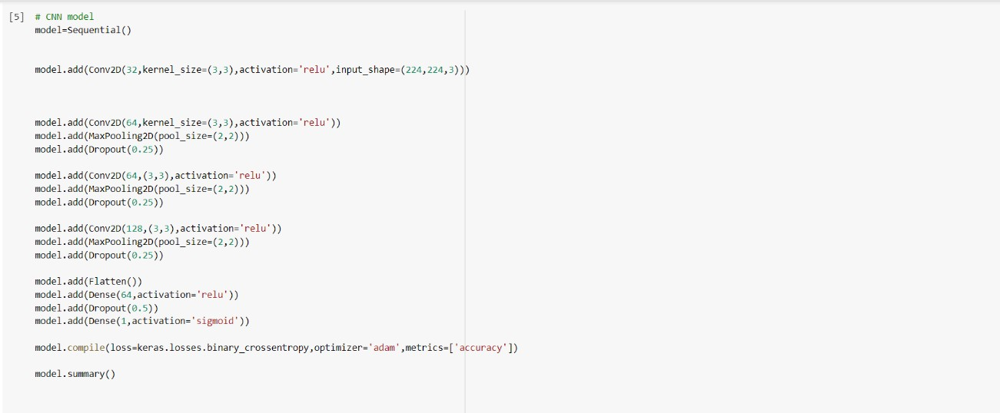 [5] # CNN model
model=Sequential()
model.add(Conv2D(32,kernel_size=(3,3),activation='relu',input_shape=(224,224,3)))
model.add(Conv2D(64,kernel_size=(3,3),activation='relu'))
model.add(MaxPooling2D(pool_size=(2,2)))
model.add(Dropout(0.25))
model.add(Conv2D(64,(3,3),activation='relu'))
model.add(MaxPooling2D(pool_size=(2,2)))
model.add(Dropout(0.25))
model.add(Conv2D(128,(3,3),activation='relu'))
model.add(MaxPooling2D(pool_size=(2,2)))
model.add(Dropout(0.25))
model.add(Flatten())
model.add(Dense(64,activation='relu'))
model.add(Dropout(0.5))
model.add(Dense(1,activation='sigmoid'))
model.compile(loss=keras.losses.binary_crossentropy,optimizer='adam',metrics=['accuracy'])
model.summary()